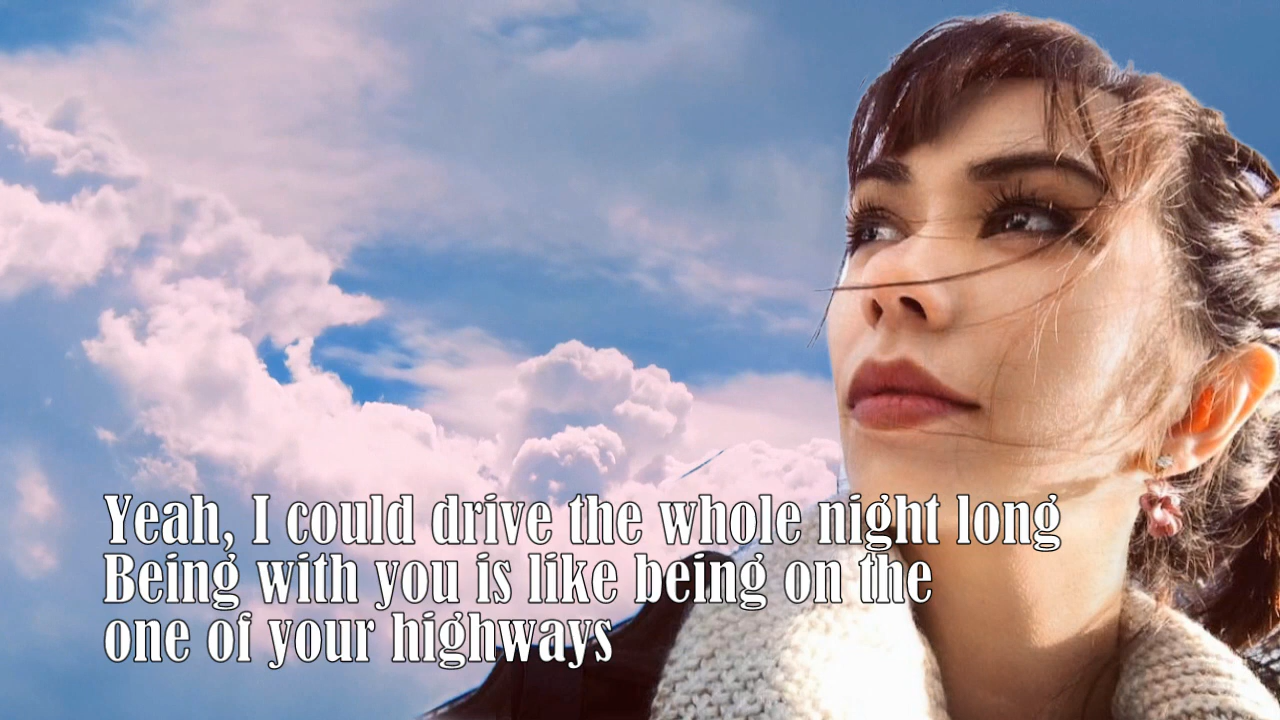 Yeah, I could drive the whole night long
Being with you is like being on the
one of your highways